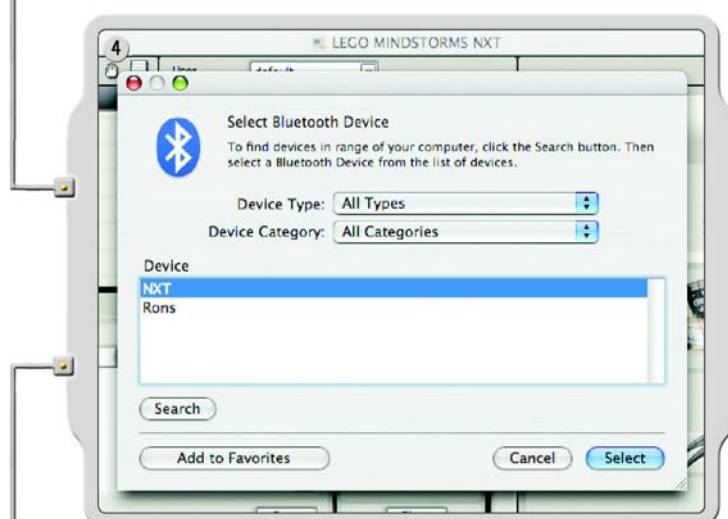 4
LEGO MINDSTORMS NXT
Select Bluetooth Device
To find devices in range of your computer, click the Search button. Then
select a Bluetooth Device from the list of devices.
Device Type: All Types
Device Category: All Categories
Device
NXT
Rons
Search
Add to Favorites Cancel Select